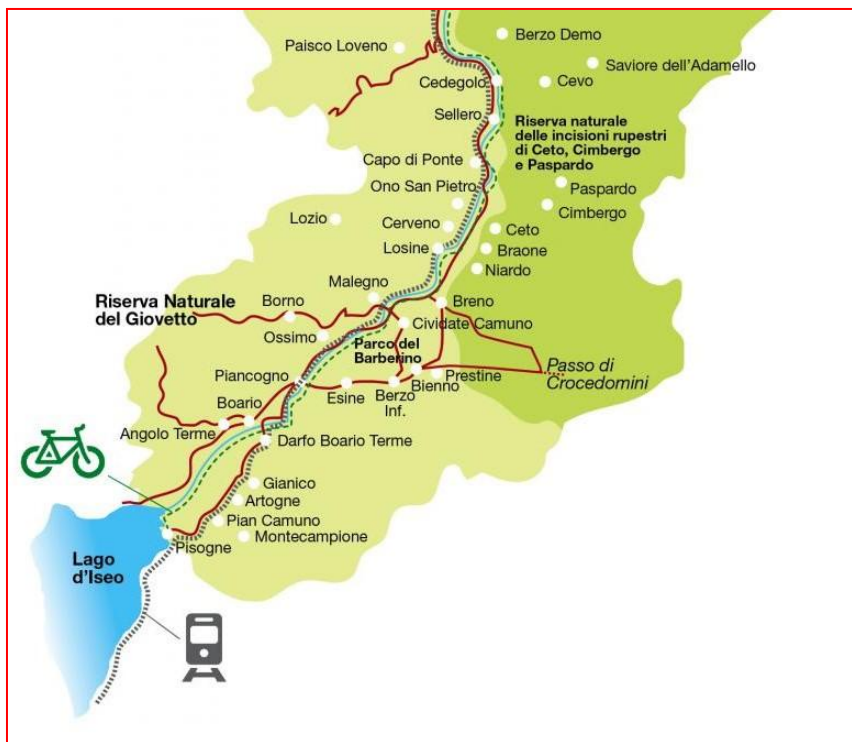 Berzo Demo
Paisco Loveno
Saviore dell'Adamello
Cedegolo
Cevo
Sellero
Riserva naturale
delle incisioni rupestri
di Ceto, Cimbergo
e Paspardo
Capo di Ponte
Ono San Pietro
Paspardo
Cimbergo
Lozio
Cerveno
Ceto
Losine
Braone
Niardo
Malegno
Riserva Naturale
del Giovetto
Borno
Breno
Cividate Camuno
Ossimo
Parco del
Barberino
Passo di
Crocedomini
Piancogno
Prestine
Bienno
Esine
Berzo
Inf.
Boario
Angolo Terme
Darfo Boario Terme
Gianico
Artogne
Pian Camuno
Montecampione
Pisogne
Lago
d'Iseo